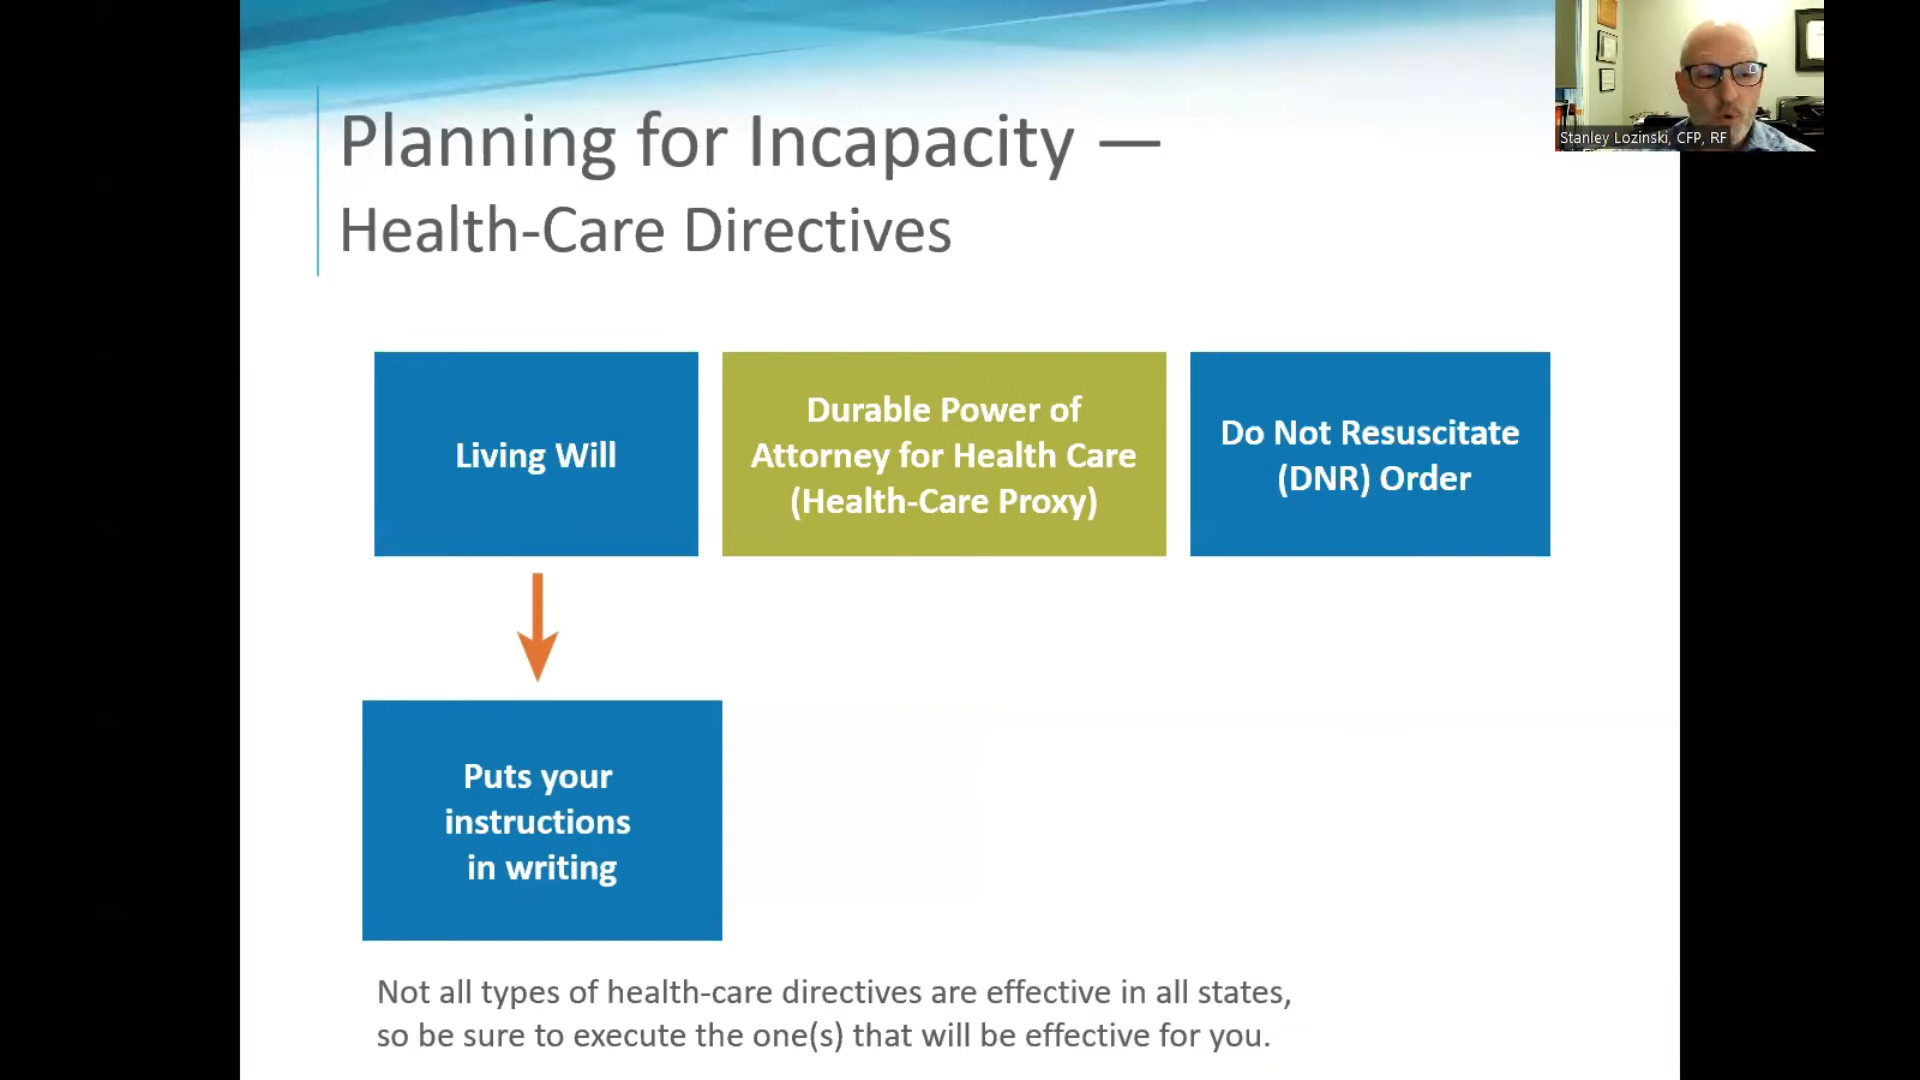 Planning for Incapacity —
Health-Care Directives
Stanley Lozinski, CFP, RF
Living Will
Durable Power of
Attorney for Health Care
(Health-Care Proxy)
Do Not Resuscitate
(DNR) Order
Puts your
instructions
in writing
Not all types of health-care directives are effective in all states,
so be sure to execute the one(s) that will be effective for you.